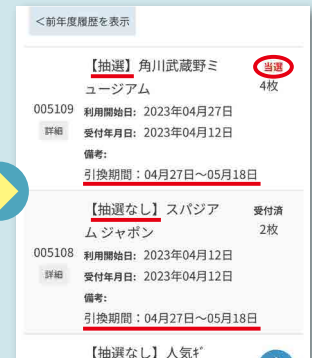 ＜前年度履歴を表示
【抽選】角川武蔵野ミ
ュージアム
当選
4枚
005109
詳細
利用開始日: 2023年04月27日
受付年月日: 2023年04月12日
備考:
引換期間：04月27日～05月18日
【抽選なし】スパジア
ムジャポン
受付済
2枚
005108
詳細
利用開始日: 2023年04月12日
受付年月日: 2023年04月12日
備考:
引換期間：04月27日～05月18日
【抽選なし】人気ｷﾞ